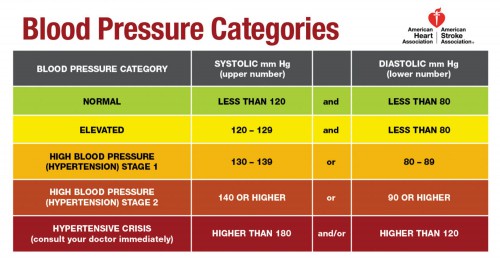 Blood Pressure Categories
American
Heart
Association®
American
Stroke
Association®
BLOOD PRESSURE CATEGORY
SYSTOLIC mm Hg
(upper number)
DIASTOLIC mm Hg
(lower number)
NORMAL
LESS THAN 120
and
LESS THAN 80
ELEVATED
120 – 129
and
LESS THAN 80
HIGH BLOOD PRESSURE
(HYPERTENSION) STAGE 1
130 – 139
or
80 – 89
HIGH BLOOD PRESSURE
(HYPERTENSION) STAGE 2
140 OR HIGHER
or
90 OR HIGHER
HYPERTENSIVE CRISIS
(consult your doctor immediately)
HIGHER THAN 180
and/or
HIGHER THAN 120